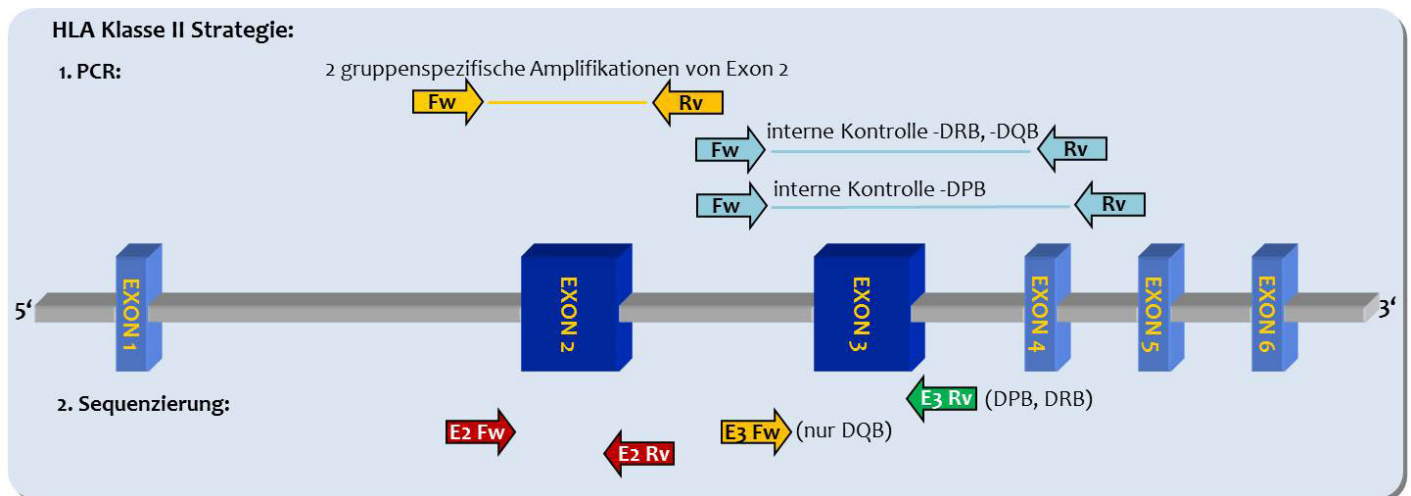 HLA Klasse II Strategie:
1. PCR:
2 gruppenspezifische Amplifikationen von Exon 2
Fw
Rv
interne Kontrolle -DRB, -DQB
Fw
Rv
interne Kontrolle -DPB
Fw
Rv
5‘
EXON 1
EXON 2
EXON 3
EXON 4
EXON 5
EXON 6
3‘
2. Sequenzierung:
E3 Rv (DPB, DRB)
E2 Fw
E3 Fw (nur DQB)
E2 Rv